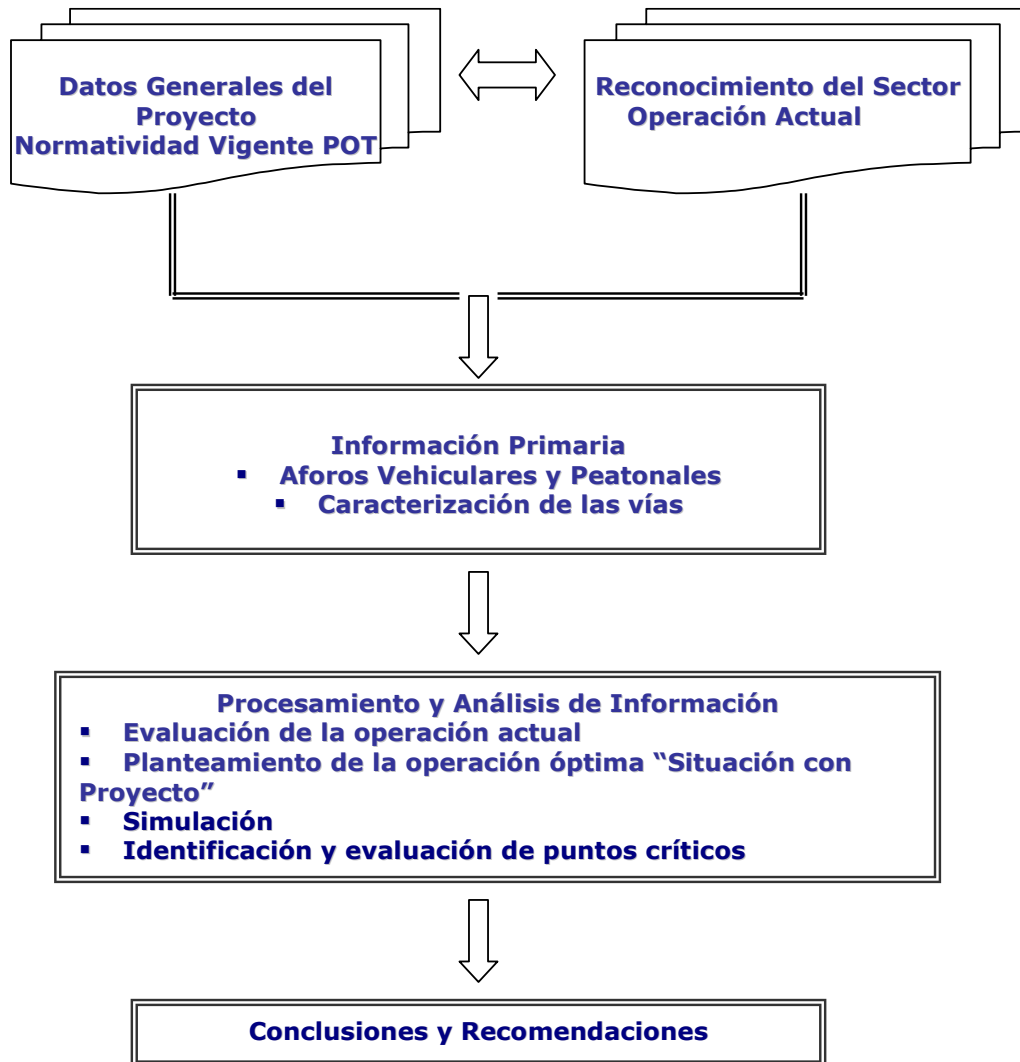 Datos Generales del
Proyecto
Normatividad Vigente POT
Reconocimiento del Sector
Operación Actual
Información Primaria
▪ Aforos Vehiculares y Peatonales
▪ Caracterización de las vías
Procesamiento y Análisis de Información
▪ Evaluación de la operación actual
▪ Planteamiento de la operación óptima “Situación con
Proyecto”
▪ Simulación
▪ Identificación y evaluación de puntos críticos
Conclusiones y Recomendaciones